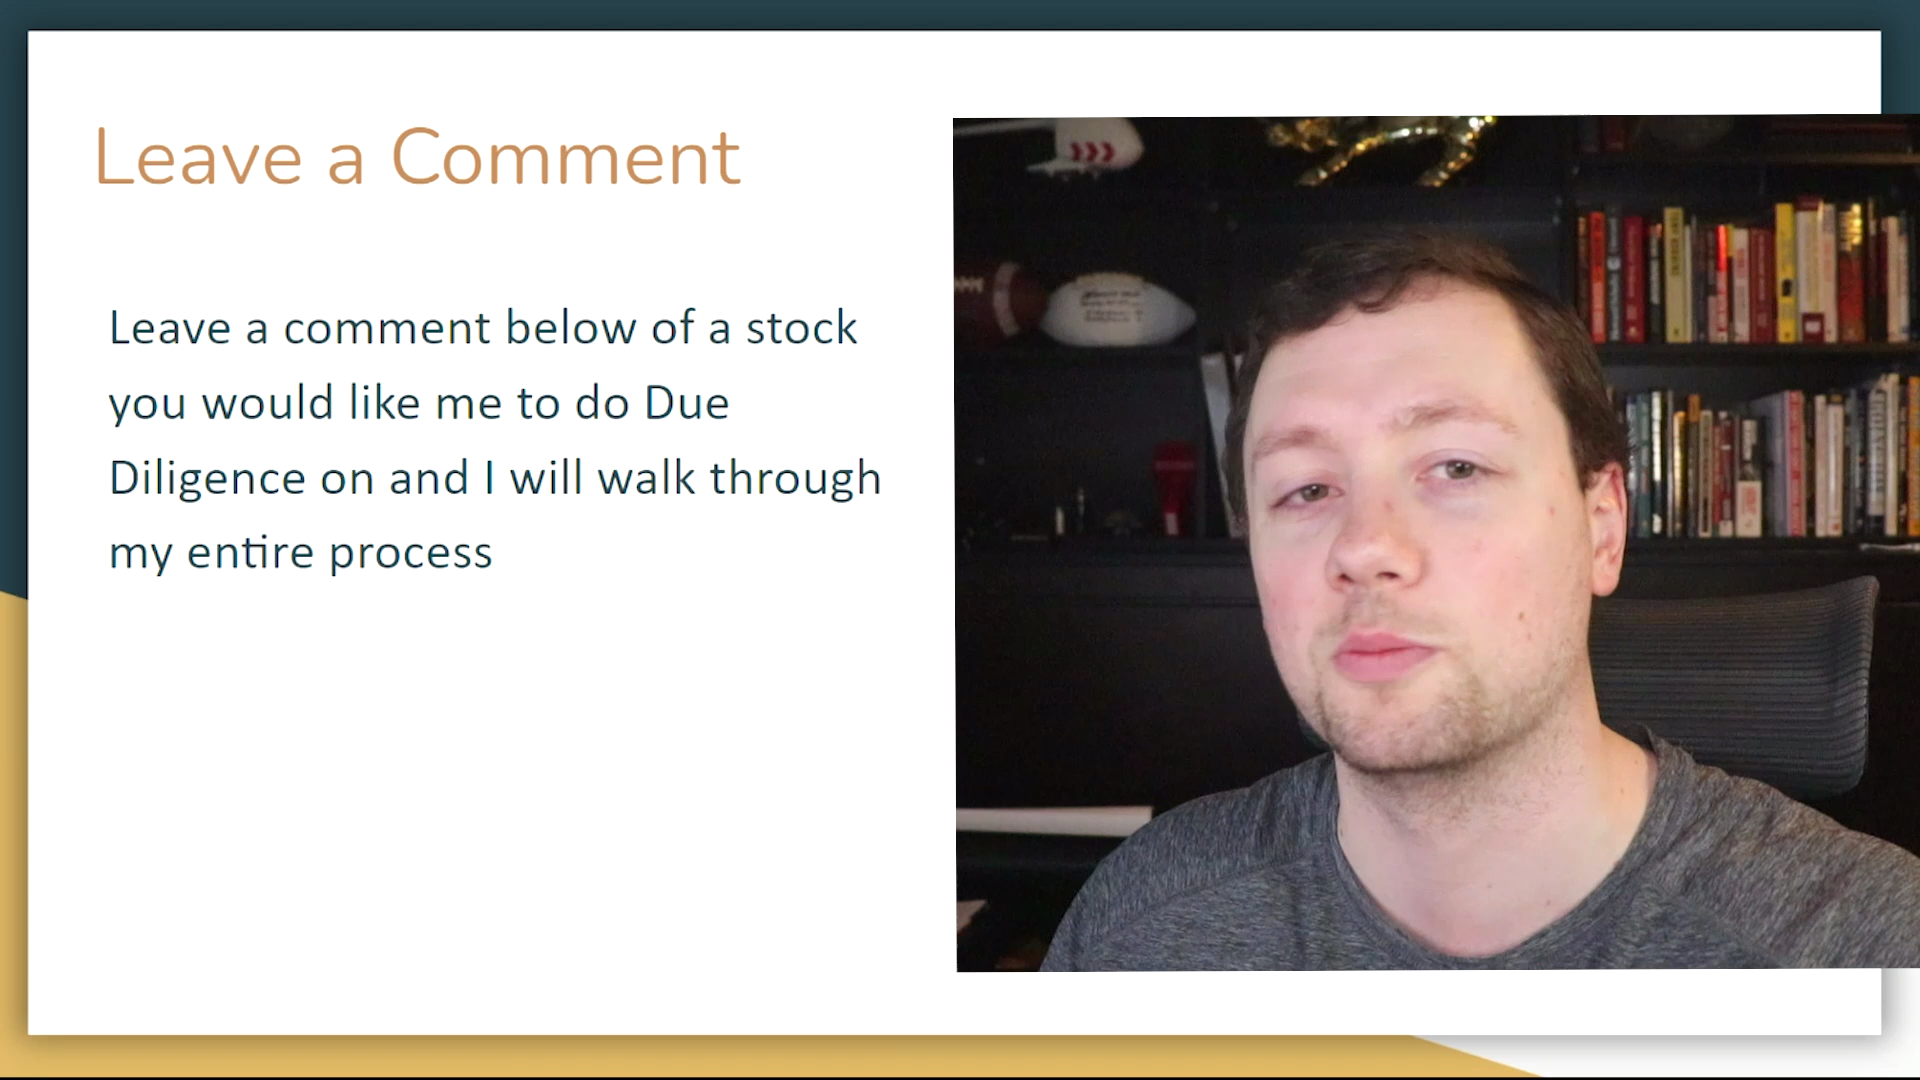 Leave a Comment
Leave a comment below of a stock
you would like me to do Due
Diligence on and I will walk through
my entire process